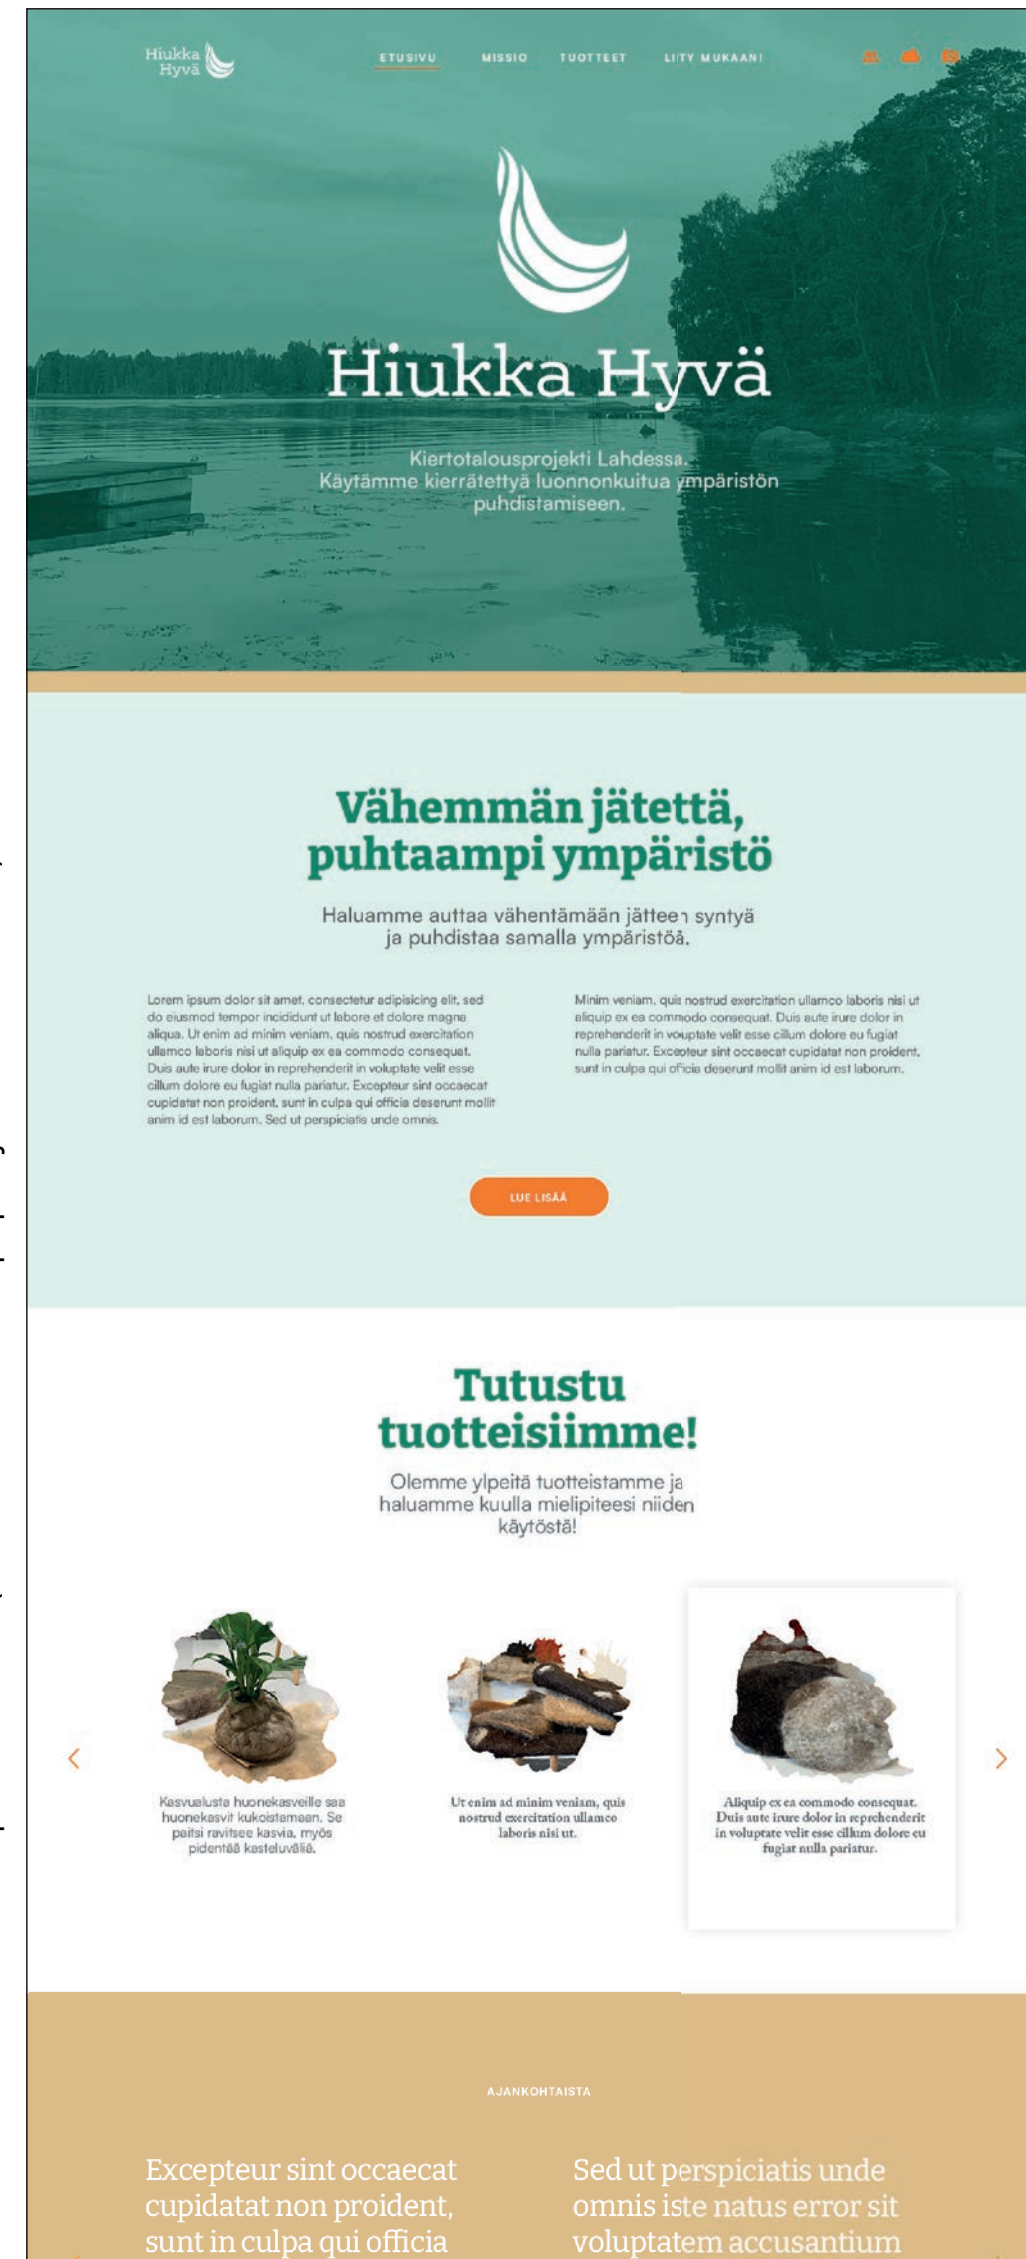 Hiukka
Hyvä
ETUSIVU
MISSIO
TUOTTEET
LIITY MUKAAN!
Hiukka Hyvä
Kiertotalousprojekti Lahdessa.
Käytämme kierrätettyä luonnonkuitua ympäristön
puhdistamiseen.
Vähemmän jätettä,
puhtaampi ympäristö
Haluamme auttaa vähentämään jätteen syntyä
ja puhdistaa samalla ympäristöä.
Lorem ipsum dolor sit amet, consectetur adipisicing elit, sed
do eiusmod tempor incididunt ut labore et dolore magna
aliqua. Ut enim ad minim veniam, quis nostrud exercitation
ullamco laboris nisi ut aliquip ex ea commodo consequat.
Duis aute irure dolor in reprehenderit in voluptate velit esse
cillum dolore eu fugiat nulla pariatur. Excepteur sint occaecat
cupidatat non proident, sunt in culpa qui officia deserunt mollit
anim id est laborum. Sed ut perspiciatis unde omnis.
Minim veniam, quis nostrud exercitation ullamco laboris nisi ut
aliquip ex ea commodo consequat. Duis aute irure dolor in
reprehenderit in vouptate velit esse cillum dolore eu fugiat
nulla pariatur. Excepteur sint occaecat cupidatat non proident,
sunt in culpa qui officia deserunt mollit anim id est laborum.
LUE LISÄÄ
Tutustu
tuotteisiimme!
Olemme ylpeitä tuotteistamme ja
haluamme kuulla mielipiteesi niiden
käytöstä!
Kasvualusta huonekasveille saa
huonekasvit kukoistamaan. Se
paitsi ravitsee kasvia, myös
pidentää kasteluväliä.
Ut enim ad minim veniam, quis
nostrud exercitation ullamco
laboris nisi ut.
Aliquip ex ea commodo consequat.
Duis aute irure dolor in reprehenderit
in voluptate velit esse cillum dolore eu
fugiat nulla pariatur.
AJANKOHTAISTA
Excepteur sint occaecat
cupidatat non proident,
sunt in culpa qui officia
Sed ut perspiciatis unde
omnis iste natus error sit
voluptatem accusantium